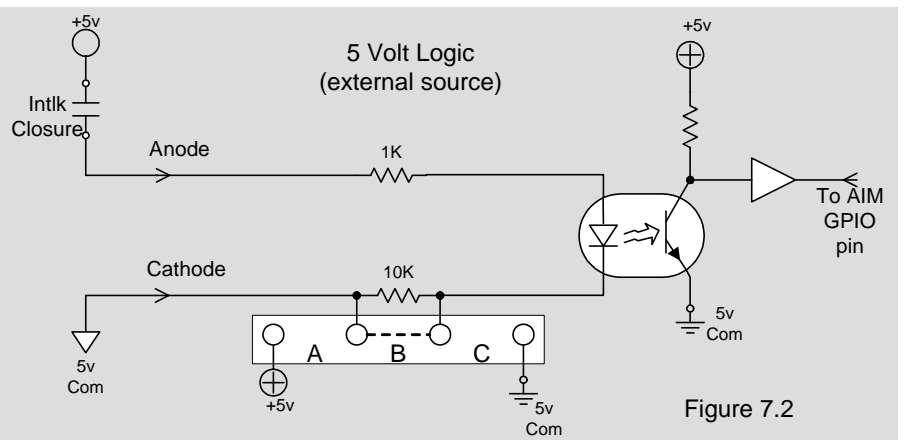 +5v
5 Volt Logic
(external source)
+5v
Intlk
Closure
Anode
1K
To AIM
GPIO
pin
Cathode
10K
5v
Com
A
B
C
+5v
5v
Com
5v
Com
Figure 7.2